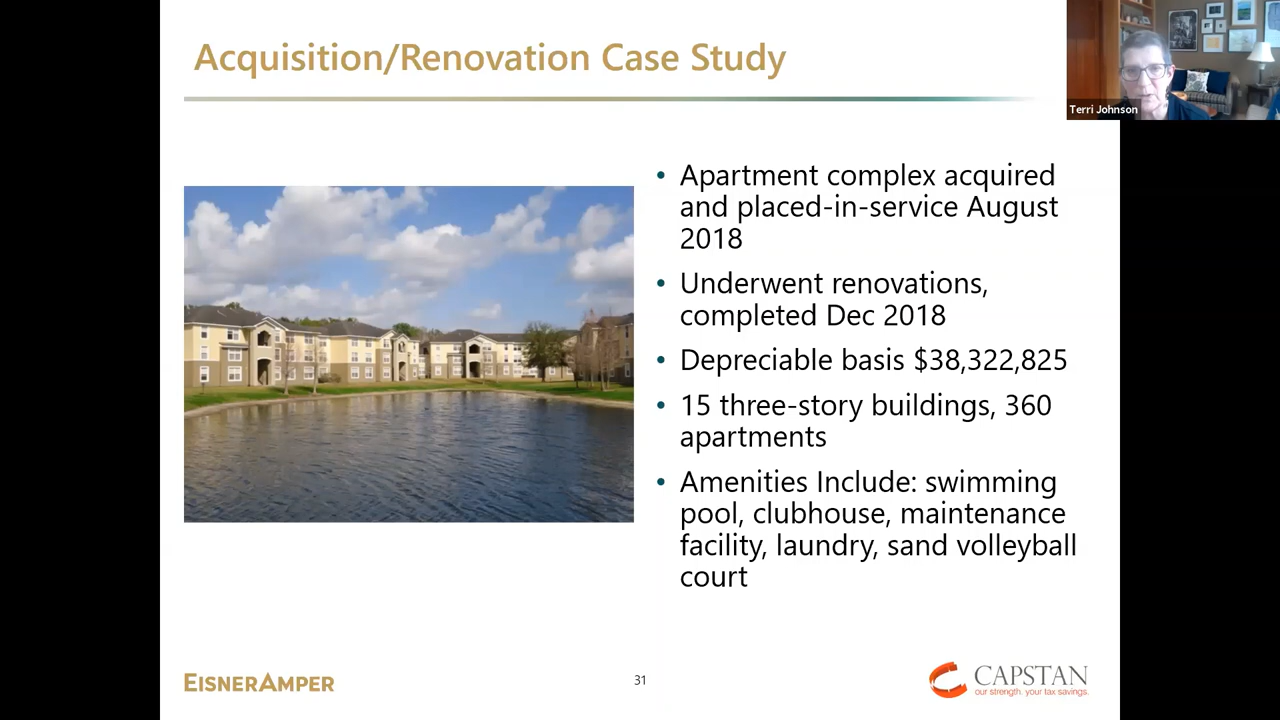 Acquisition/Renovation Case Study
Terri Johnson
• Apartment complex acquired
and placed-in-service August
2018
• Underwent renovations,
completed Dec 2018
• Depreciable basis $38,322,825
• 15 three-story buildings, 360
apartments
• Amenities Include: swimming
pool, clubhouse, maintenance
facility, laundry, sand volleyball
court
EISNERAMPER
31
CAPSTAN
our strength. your tax savings.